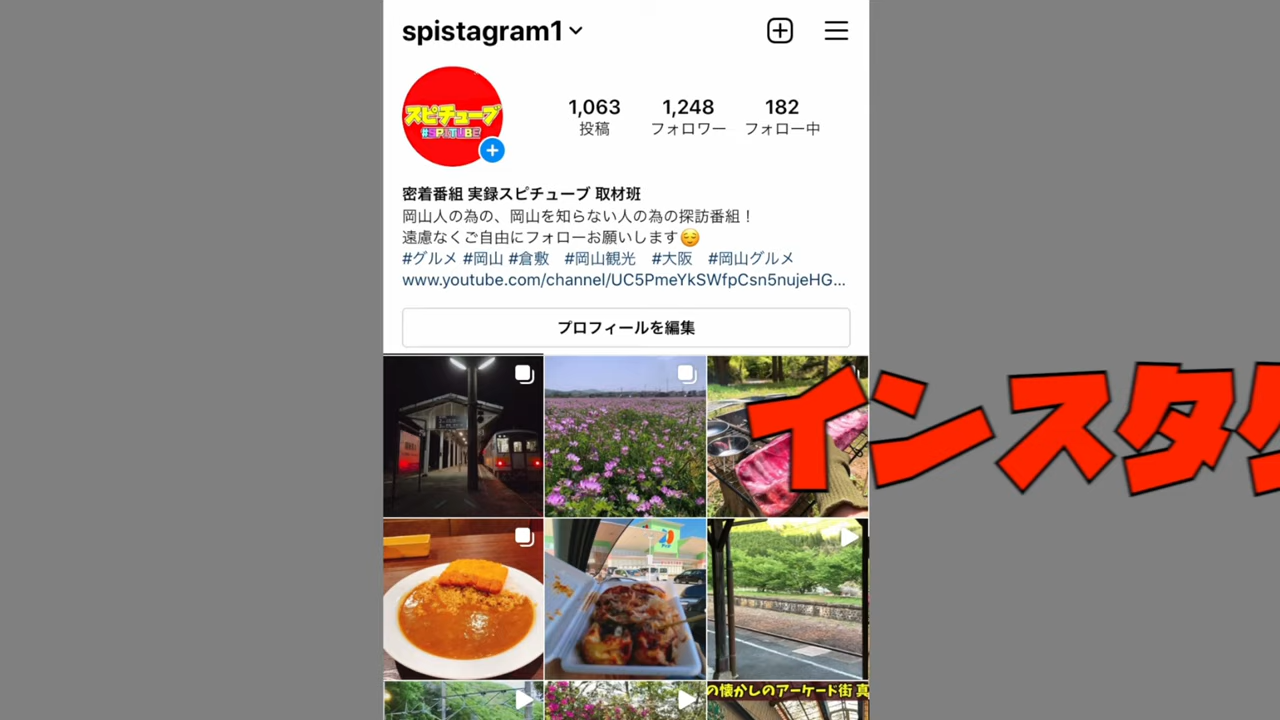 spistagram1
スピチューブ
#SPITUBE
1,063
投稿
1,248
フォロワー
182
フォロー中
密着番組 実録スピチューブ 取材班
岡山人の為の、岡山を知らない人の為の探訪番組！
遠慮なくご自由にフォローお願いします😌
#グルメ #岡山 #倉敷　#岡山観光　#大阪　#岡山グルメ
www.youtube.com/channel/UC5PmeYkSWfpCsn5nujeHG...
プロフィールを編集
インスタグ
の懐かしのアーケード街 真